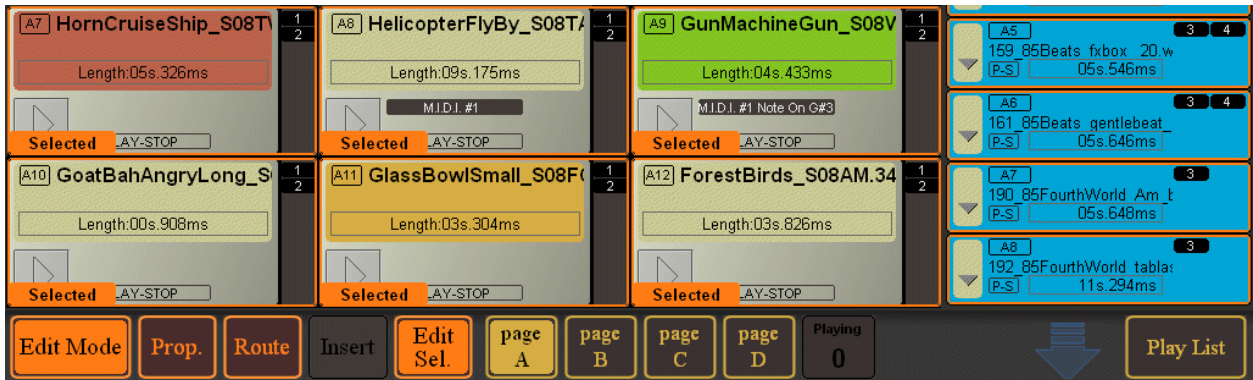 A7 HornCruiseShip_S08T
1
2
Length:05s.326ms
Selected
LAY-STOP
A8 HelicopterFlyBy_S08T
1
2
Length:09s.175ms
M.I.D.I. #1
Selected
LAY-STOP
A9 GunMachineGun_S08V
1
2
Length:04s.433ms
M.I.D.I. #1 Note On G#3
Selected
LAY-STOP
A10 GoatBahAngryLong_S
1
2
Length:00s.908ms
Selected
LAY-STOP
A11 GlassBowlSmall_S08F
1
2
Length:03s.304ms
Selected
LAY-STOP
A12 ForestBirds_S08AM.34
1
2
Length:03s.826ms
Selected
LAY-STOP
A5 3 4
159_85Beats_fxbox_20.w
P-S 05s.546ms
A6 3 4
161_85Beats_gentlebeat_
P-S 05s.646ms
A7 3
190_85FourthWorld_Am_b
P-S 05s.648ms
A8 3
192_85FourthWorld_tablas
P-S 11s.294ms
Edit Mode
Prop.
Route
Insert
Edit
Sel.
page
A
page
B
page
C
page
D
Playing
0
Play List